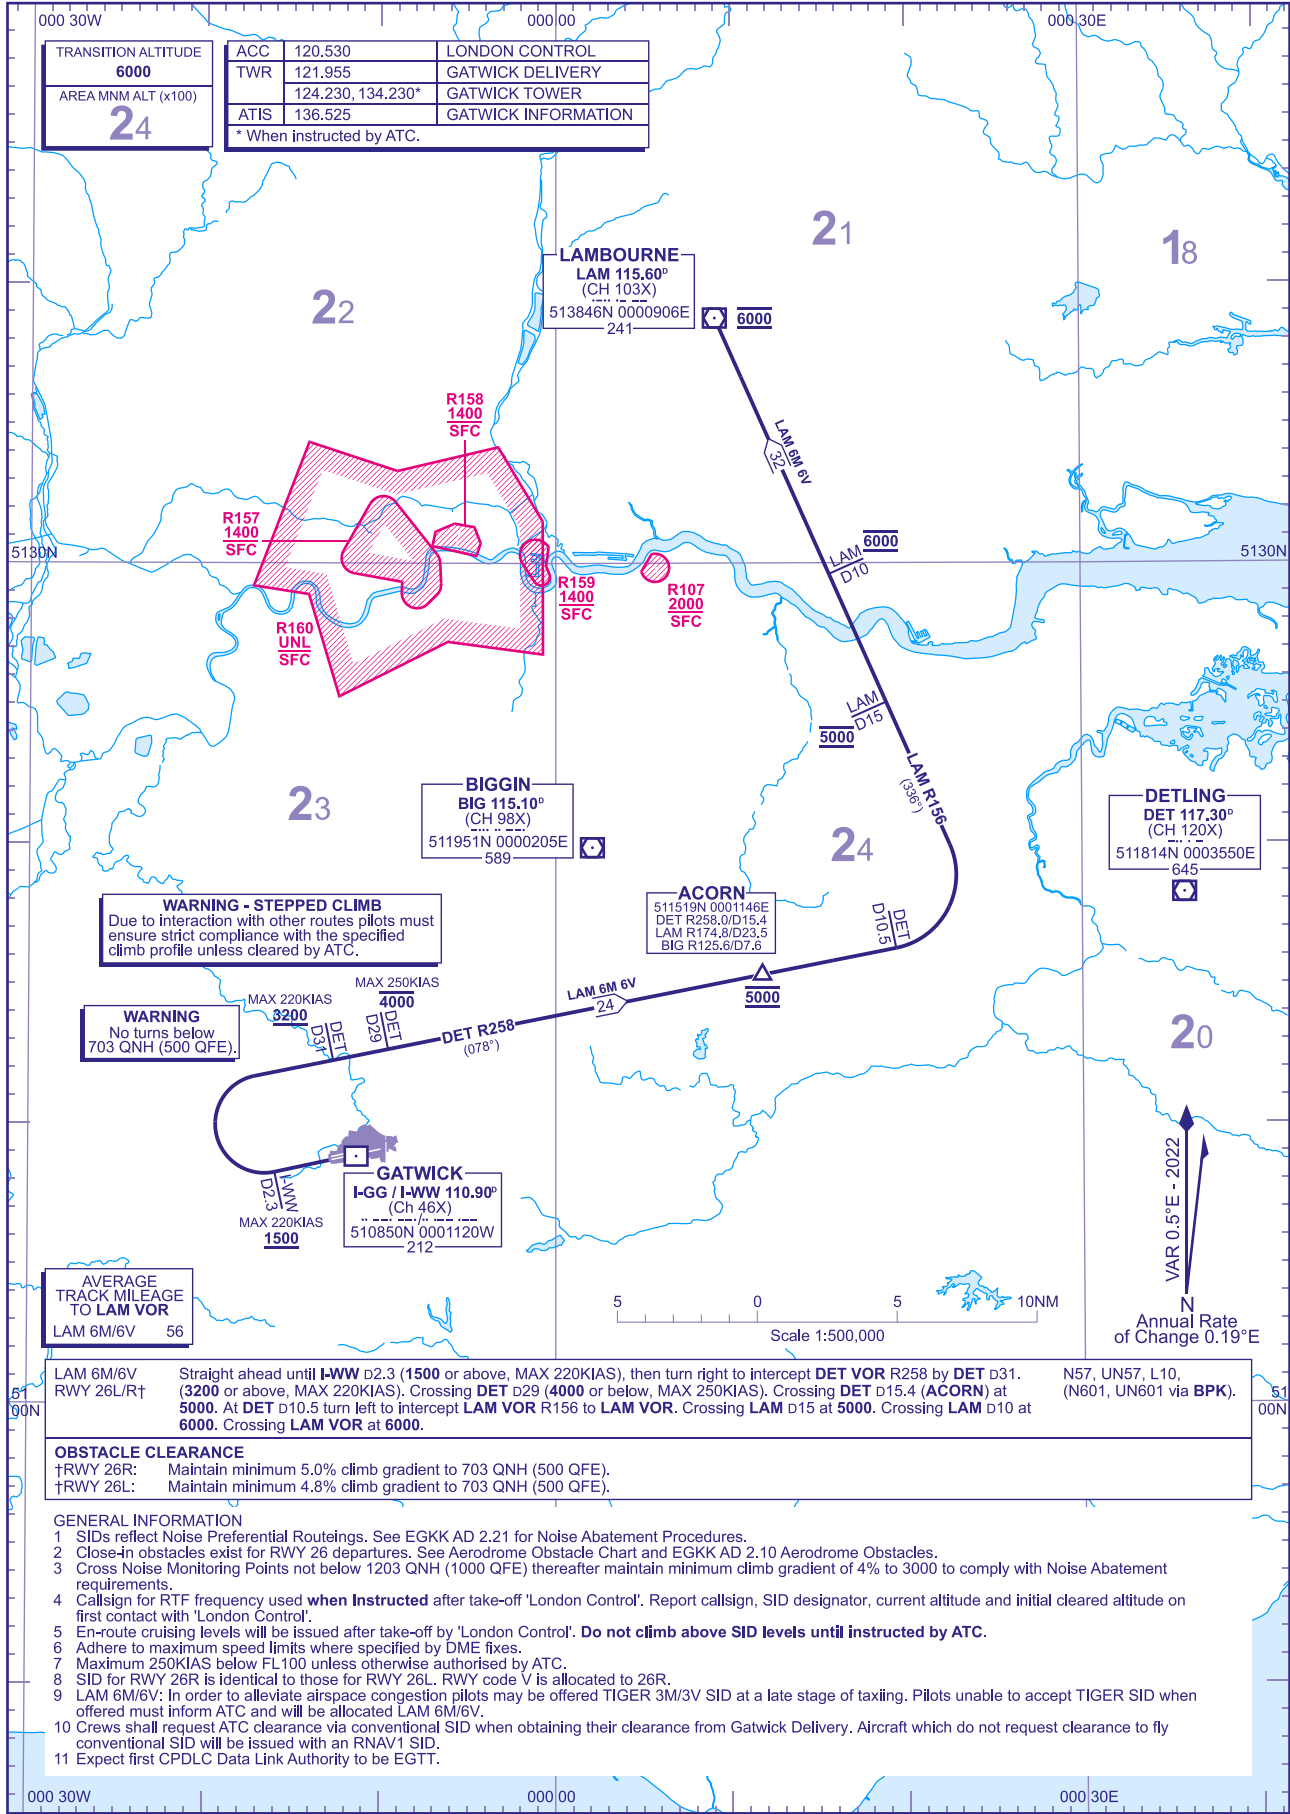 000 30W
000 00
000 30E
TRANSITION ALTITUDE
6000
AREA MNM ALT (x100)
24
ACC 120.530 LONDON CONTROL
TWR 121.955 GATWICK DELIVERY
124.230, 134.230* GATWICK TOWER
ATIS 136.525 GATWICK INFORMATION
* When instructed by ATC.
21
18
22
LAMBOURNE
LAM 115.60D
(CH 103X)
513846N 0000906E
241
6000
R158
1400
SFC
LAM 6M 6V
32
R157
1400
SFC
5130N
5130N
LAM
D10
6000
R159
1400
SFC
R107
2000
SFC
R160
UNL
SFC
LAM
D15
5000
LAM R156
(336°)
23
24
BIGGIN
BIG 115.10D
(CH 98X)
511951N 0000205E
589
DETLING
DET 117.30D
(CH 120X)
511814N 0003550E
645
WARNING - STEPPED CLIMB
Due to interaction with other routes pilots must
ensure strict compliance with the specified
climb profile unless cleared by ATC.
ACORN
511519N 0001146E
DET R258.0/D15.4
LAM R174.8/D23.5
BIG R125.6/D7.6
DET
D10.5
5000
LAM 6M 6V
24
MAX 250KIAS
4000
DET
D29
MAX 220KIAS
3200
DET
D31
DET R258
(078°)
WARNING
No turns below
703 QNH (500 QFE).
20
GATWICK
I-GG / I-WW 110.90D
(Ch 46X)
510850N 0001120W
212
I-WW
D2.3
MAX 220KIAS
1500
VAR 0.5°E - 2022
N
Annual Rate
of Change 0.19°E
AVERAGE
TRACK MILEAGE
TO LAM VOR
LAM 6M/6V 56
5 0 5 10NM
Scale 1:500,000
LAM 6M/6V Straight ahead until I-WW D2.3 (1500 or above, MAX 220KIAS), then turn right to intercept DET VOR R258 by DET D31. N57, UN57, L10,
RWY 26L/R† (3200 or above, MAX 220KIAS). Crossing DET D29 (4000 or below, MAX 250KIAS). Crossing DET D15.4 (ACORN) at (N601, UN601 via BPK).
5000. At DET D10.5 turn left to intercept LAM VOR R156 to LAM VOR. Crossing LAM D15 at 5000. Crossing LAM D10 at
6000. Crossing LAM VOR at 6000.
51
00N
51
00N
OBSTACLE CLEARANCE
†RWY 26R: Maintain minimum 5.0% climb gradient to 703 QNH (500 QFE).
†RWY 26L: Maintain minimum 4.8% climb gradient to 703 QNH (500 QFE).
GENERAL INFORMATION
1 SIDs reflect Noise Preferential Routeings. See EGKK AD 2.21 for Noise Abatement Procedures.
2 Close-in obstacles exist for RWY 26 departures. See Aerodrome Obstacle Chart and EGKK AD 2.10 Aerodrome Obstacles.
3 Cross Noise Monitoring Points not below 1203 QNH (1000 QFE) thereafter maintain minimum climb gradient of 4% to 3000 to comply with Noise Abatement
requirements.
4 Callsign for RTF frequency used when Instructed after take-off 'London Control'. Report callsign, SID designator, current altitude and initial cleared altitude on
first contact with 'London Control'.
5 En-route cruising levels will be issued after take-off by 'London Control'. Do not climb above SID levels until instructed by ATC.
6 Adhere to maximum speed limits where specified by DME fixes.
7 Maximum 250KIAS below FL100 unless otherwise authorised by ATC.
8 SID for RWY 26R is identical to those for RWY 26L. RWY code V is allocated to 26R.
9 LAM 6M/6V: In order to alleviate airspace congestion pilots may be offered TIGER 3M/3V SID at a late stage of taxiing. Pilots unable to accept TIGER SID when
offered must inform ATC and will be allocated LAM 6M/6V.
10 Crews shall request ATC clearance via conventional SID when obtaining their clearance from Gatwick Delivery. Aircraft which do not request clearance to fly
conventional SID will be issued with an RNAV1 SID.
11 Expect first CPDLC Data Link Authority to be EGTT.
000 30W
000 00
000 30E